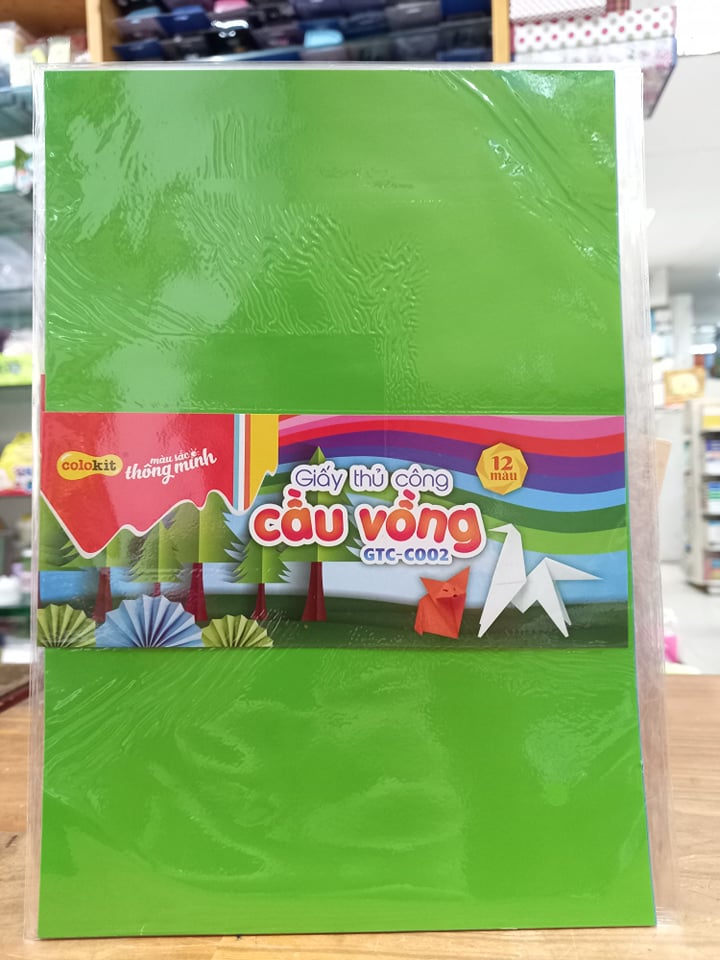 colokit
màu sắc
thông minh
Giấy thủ công
cầu vồng
GTC-C002
12
màu